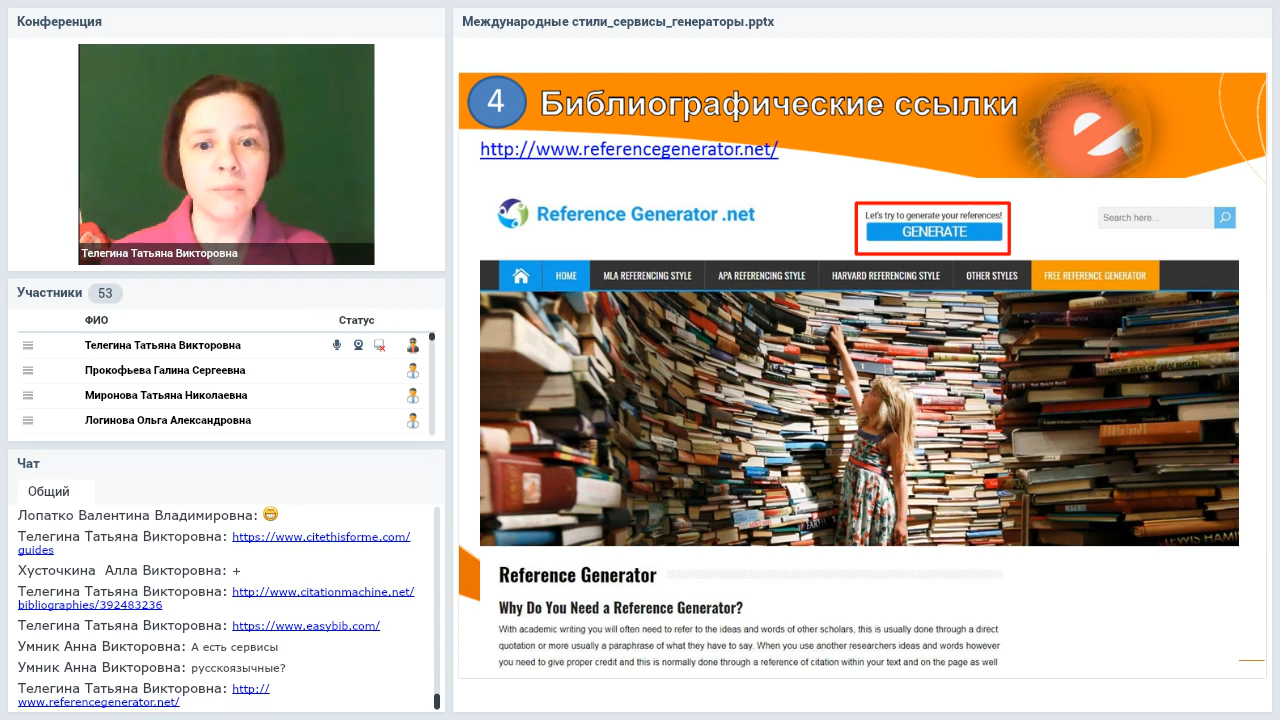 Конференция
Телегина Татьяна Викторовна
Участники 53
ФИО Статус
Телегина Татьяна Викторовна
Прокофьева Галина Сергеевна
Миронова Татьяна Николаевна
Логинова Ольга Александровна
Чат
Общий
Лопатко Валентина Владимировна:
Телегина Татьяна Викторовна: https://www.citethisforme.com/
guides
Хусточкина Алла Викторовна: +
Телегина Татьяна Викторовна: http://www.citationmachine.net/
bibliographies/392483236
Телегина Татьяна Викторовна: https://www.easybib.com/
Умник Анна Викторовна: А есть сервисы
Умник Анна Викторовна: русскоязычные?
Телегина Татьяна Викторовна: http://
www.referencegenerator.net/
Международные стили_сервисы_генераторы.pptx
4 Библиографические ссылки
http://www.referencegenerator.net/
Reference Generator .net
Let's try to generate your references!
GENERATE
Search here...
HOME MLA REFERENCING STYLE APA REFERENCING STYLE HARVARD REFERENCING STYLE OTHER STYLES FREE REFERENCE GENERATOR
Reference Generator
Why Do You Need a Reference Generator?
With academic writing you will often need to refer to the ideas and words of other scholars, this is usually done through a direct
quotation or more usually a paraphrase of what they have to say. When you use another researchers ideas and words however
you need to give proper credit and this is normally done through a reference of citation within your text and on the page as well